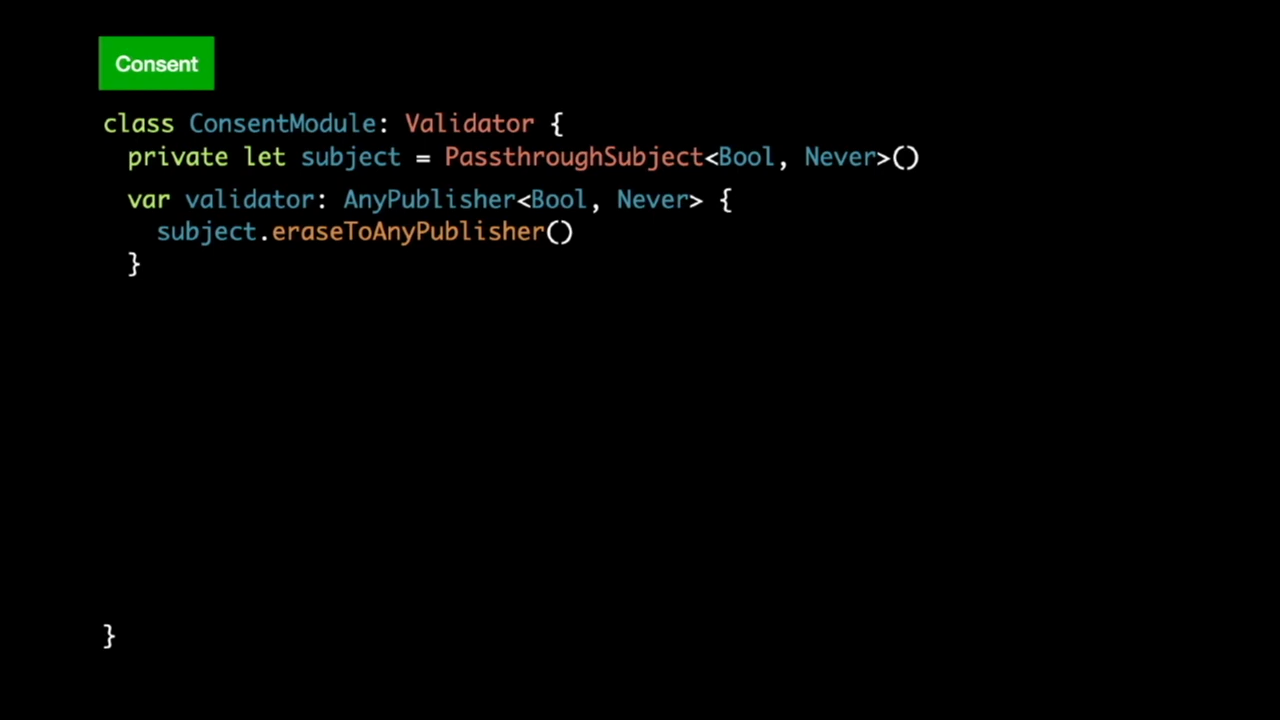 Consent
class ConsentModule: Validator {
private let subject = PassthroughSubject<Bool, Never>()
var validator: AnyPublisher<Bool, Never> {
subject.eraseToAnyPublisher()
}
}